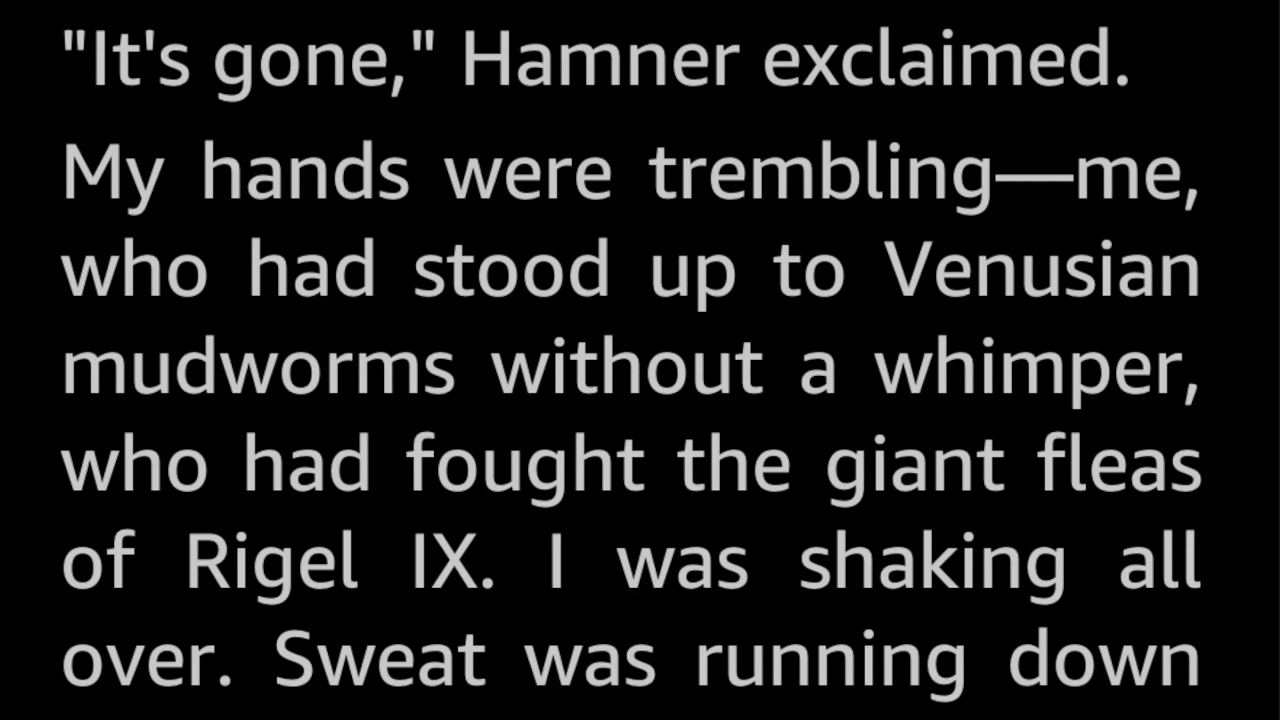 "It's gone," Hamner exclaimed.
My hands were trembling—me,
who had stood up to Venusian
mudworms without a whimper,
who had fought the giant fleas
of Rigel IX. I was shaking all
over. Sweat was running down